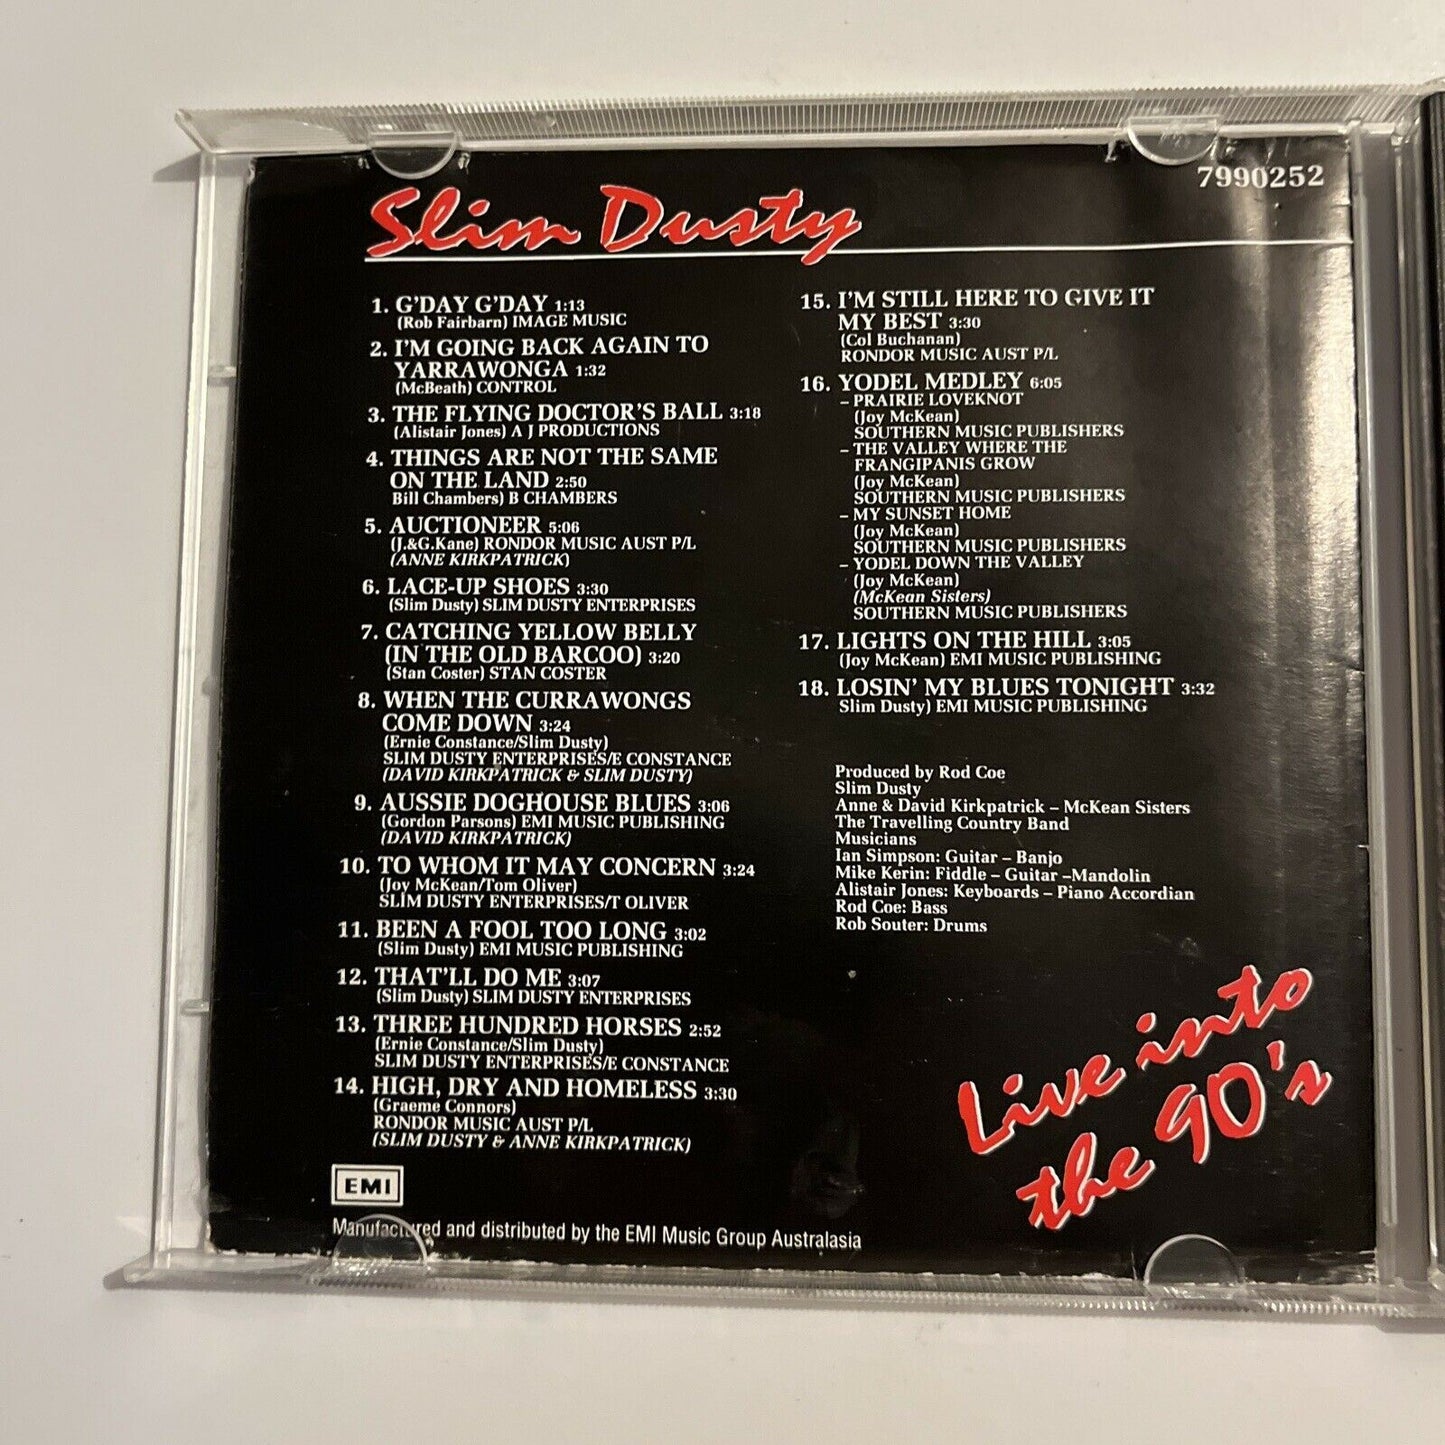 7990252
Slim Dusty
1. G'DAY G'DAY 1:13
(Rob Fairbarn) IMAGE MUSIC
2. I'M GOING BACK AGAIN TO
YARRAWONGA 1:32
(McBeath) CONTROL
3. THE FLYING DOCTOR'S BALL 3:18
(Alistair Jones) A J PRODUCTIONS
4. THINGS ARE NOT THE SAME
ON THE LAND 2:50
Bill Chambers) B CHAMBERS
5. AUCTIONEER 5:06
(J.&G.Kane) RONDOR MUSIC AUST P/L
(ANNE KIRKPATRICK)
6. LACE-UP SHOES 3:30
(Slim Dusty) SLIM DUSTY ENTERPRISES
7. CATCHING YELLOW BELLY
(IN THE OLD BARCOO) 3:20
(Stan Coster) STAN COSTER
8. WHEN THE CURRAWONGS
COME DOWN 3:24
(Ernie Constance/Slim Dusty)
SLIM DUSTY ENTERPRISES/E CONSTANCE
(DAVID KIRKPATRICK & SLIM DUSTY)
9. AUSSIE DOGHOUSE BLUES 3:06
(Gordon Parsons) EMI MUSIC PUBLISHING
(DAVID KIRKPATRICK)
10. TO WHOM IT MAY CONCERN 3:24
(Joy McKean/Tom Oliver)
SLIM DUSTY ENTERPRISES/T OLIVER
11. BEEN A FOOL TOO LONG 3:02
(Slim Dusty) EMI MUSIC PUBLISHING
12. THAT'LL DO ME 3:07
(Slim Dusty) SLIM DUSTY ENTERPRISES
13. THREE HUNDRED HORSES 2:52
(Ernie Constance/Slim Dusty)
SLIM DUSTY ENTERPRISES/E CONSTANCE
14. HIGH, DRY AND HOMELESS 3:30
(Graeme Connors)
RONDOR MUSIC AUST P/L
(SLIM DUSTY & ANNE KIRKPATRICK)
15. I'M STILL HERE TO GIVE IT
MY BEST 3:30
(Col Buchanan)
RONDOR MUSIC AUST P/L
16. YODEL MEDLEY 6:05
– PRAIRIE LOVEKNOT
(Joy McKean)
SOUTHERN MUSIC PUBLISHERS
– THE VALLEY WHERE THE
FRANGIPANIS GROW
(Joy McKean)
SOUTHERN MUSIC PUBLISHERS
– MY SUNSET HOME
(Joy McKean)
SOUTHERN MUSIC PUBLISHERS
– YODEL DOWN THE VALLEY
(Joy McKean)
(McKean Sisters)
SOUTHERN MUSIC PUBLISHERS
17. LIGHTS ON THE HILL 3:05
(Joy McKean) EMI MUSIC PUBLISHING
18. LOSIN' MY BLUES TONIGHT 3:32
Slim Dusty) EMI MUSIC PUBLISHING
Produced by Rod Coe
Slim Dusty
Anne & David Kirkpatrick – McKean Sisters
The Travelling Country Band
Musicians
Ian Simpson: Guitar – Banjo
Mike Kerin: Fiddle – Guitar –Mandolin
Alistair Jones: Keyboards – Piano Accordian
Rod Coe: Bass
Rob Souter: Drums
Live into
the 90's
EMI
Manufactured and distributed by the EMI Music Group Australasia